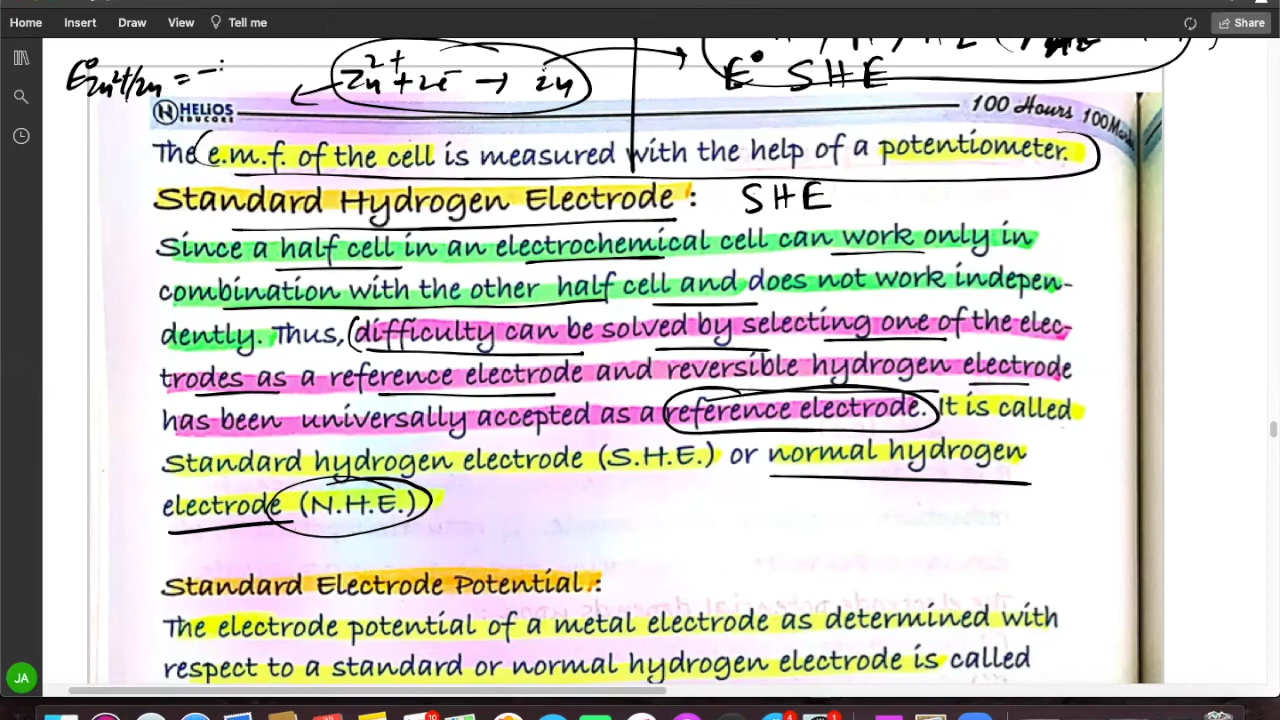 Home Insert Draw View Tell me Share
E° Zn2+/Zn = -
Zn2+ + 2e- → Zn
E° SHE
HELIOS
EDUCORE
100 Hours 100
The e.m.f. of the cell is measured with the help of a potentiometer.
Standard Hydrogen Electrode : SHE
Since a half cell in an electrochemical cell can work only in
combination with the other half cell and does not work indepen-
dently. Thus, (difficulty can be solved by selecting one of the elec-
trodes as a reference electrode and reversible hydrogen electrode
has been universally accepted as a reference electrode. It is called
Standard hydrogen electrode (S.H.E.) or normal hydrogen
electrode (N.H.E.)
Standard Electrode Potential :
The electrode potential of a metal electrode as determined with
respect to a standard or normal hydrogen electrode is called
JA